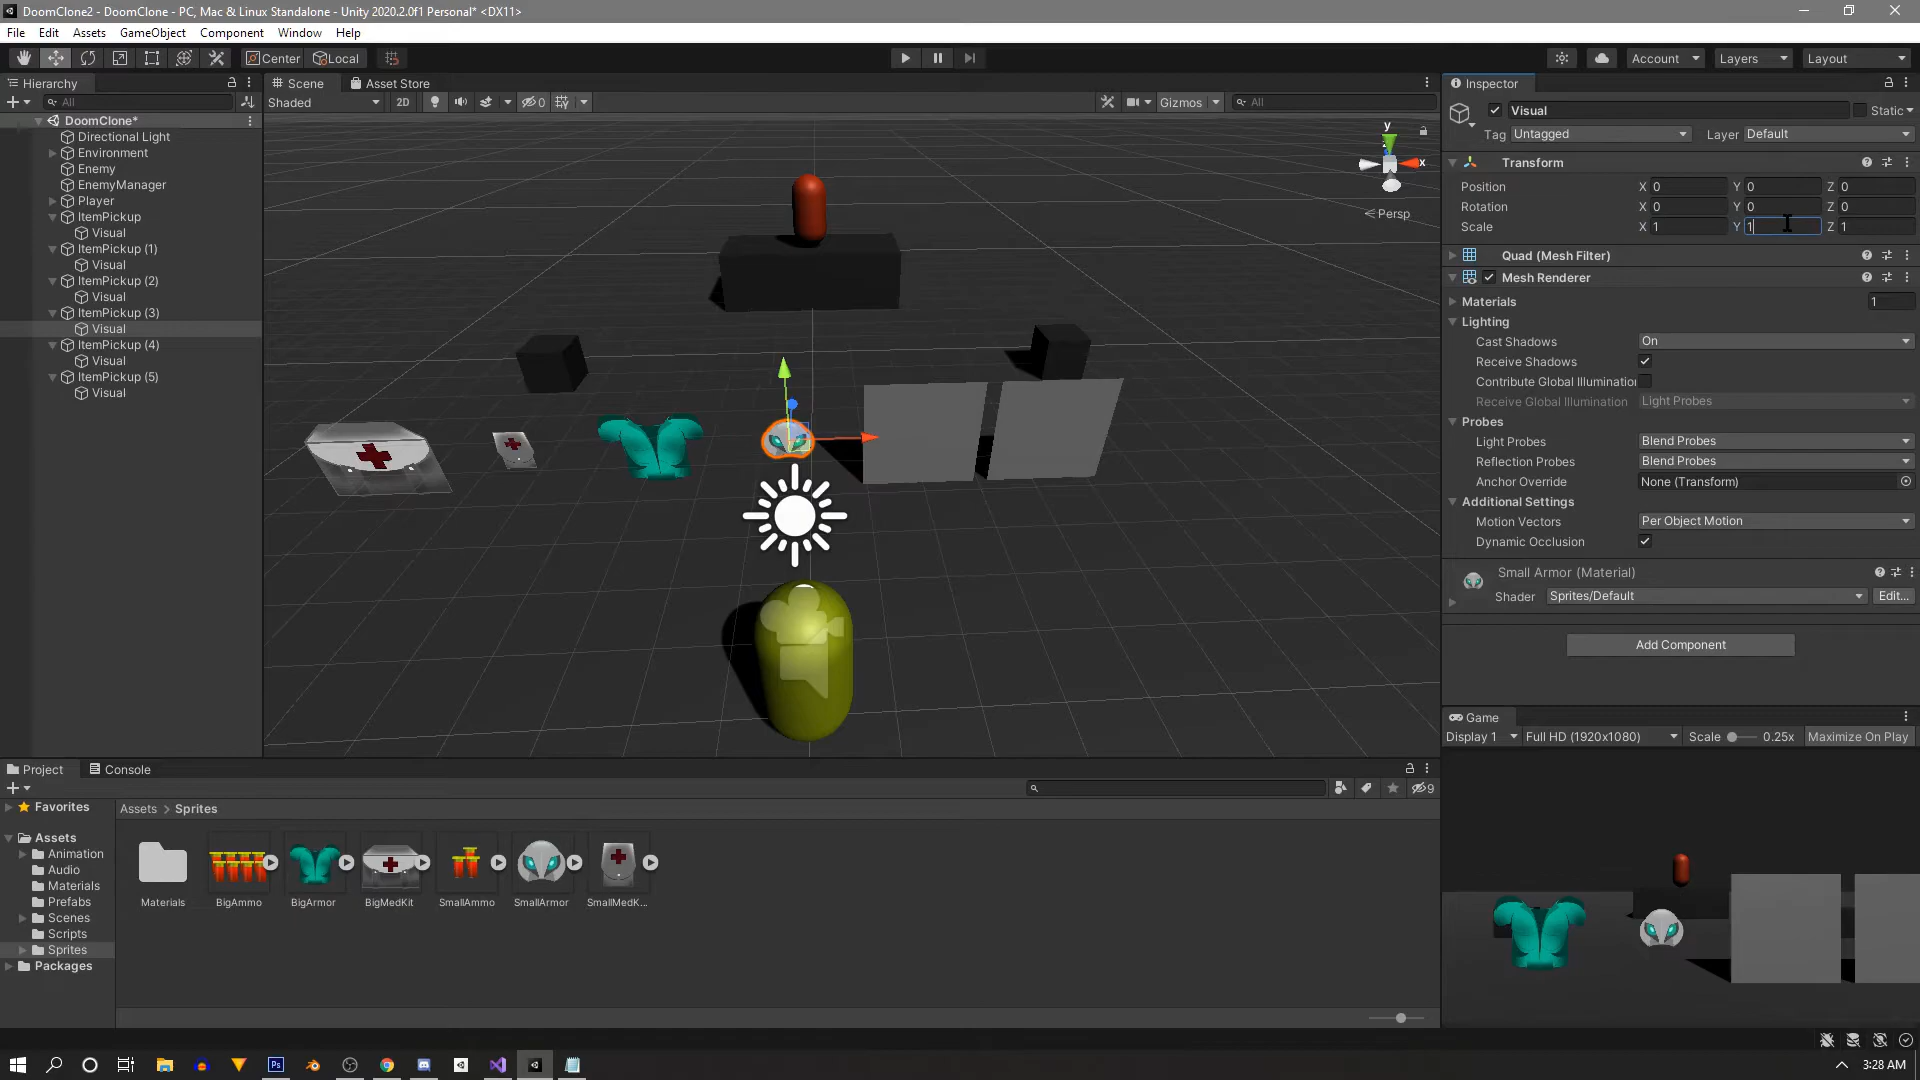 DoomClone2 - DoomClone - PC, Mac & Linux Standalone - Unity 2020.2.0f1 Personal* <DX11>
File Edit Assets GameObject Component Window Help
Center Local Account Layers Layout
Hierarchy
All
DoomClone*
Directional Light
Environment
Enemy
EnemyManager
Player
ItemPickup
Visual
ItemPickup (1)
Visual
ItemPickup (2)
Visual
ItemPickup (3)
Visual
ItemPickup (4)
Visual
ItemPickup (5)
Visual
Scene Asset Store
Shaded 2D 0 Gizmos All
y
x
Persp
Inspector
Visual Static
Tag Untagged Layer Default
Transform
Position X 0 Y 0 Z 0
Rotation X 0 Y 0 Z 0
Scale X 1 Y 1 Z 1
Quad (Mesh Filter)
Mesh Renderer
Materials 1
Lighting
Cast Shadows On
Receive Shadows
Contribute Global Illuminatio
Receive Global Illumination Light Probes
Probes
Light Probes Blend Probes
Reflection Probes Blend Probes
Anchor Override None (Transform)
Additional Settings
Motion Vectors Per Object Motion
Dynamic Occlusion
Small Armor (Material)
Shader Sprites/Default Edit...
Add Component
Game
Display 1 Full HD (1920x1080) Scale 0.25x Maximize On Play
Project Console
9
Favorites
Assets
Animation
Audio
Materials
Prefabs
Scenes
Scripts
Sprites
Packages
Assets > Sprites
Materials BigAmmo BigArmor BigMedKit SmallAmmo SmallArmor SmallMedK...
Ps
3:28 AM